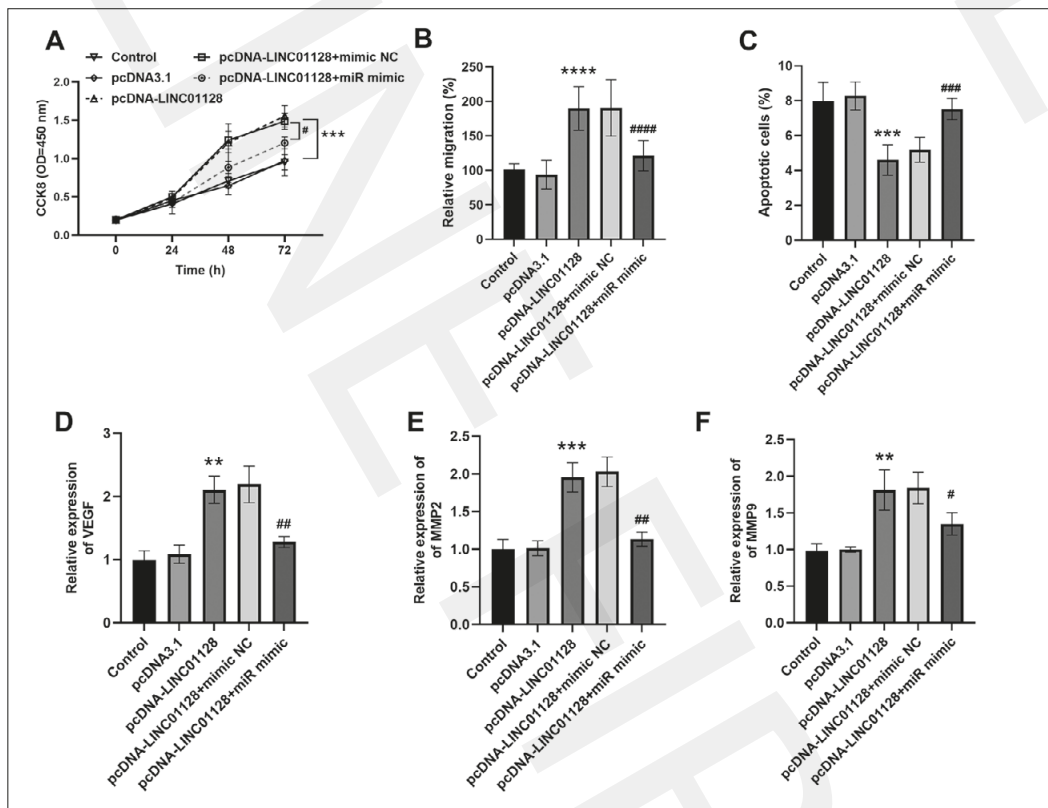 A
Control
pcDNA3.1
pcDNA-LINC01128
pcDNA-LINC01128+mimic NC
pcDNA-LINC01128+miR mimic
CCK8 (OD=450 nm)
2.0
1.5
1.0
0.5
0.0
#
***
0 24 48 72
Time (h)
B
Relative migration (%)
250
200
150
100
50
0
****
####
Control
pcDNA3.1
pcDNA-LINC01128
pcDNA-LINC01128+mimic NC
pcDNA-LINC01128+miR mimic
C
Apoptotic cells (%)
10
8
6
4
2
0
***
###
Control
pcDNA3.1
pcDNA-LINC01128
pcDNA-LINC01128+mimic NC
pcDNA-LINC01128+miR mimic
D
Relative expression
of VEGF
3
2
1
0
**
##
Control
pcDNA3.1
pcDNA-LINC01128
pcDNA-LINC01128+mimic NC
pcDNA-LINC01128+miR mimic
E
Relative expression of
of MMP2
2.5
2.0
1.5
1.0
0.5
0.0
***
##
Control
pcDNA3.1
pcDNA-LINC01128
pcDNA-LINC01128+mimic NC
pcDNA-LINC01128+miR mimic
F
Relative expression of
of MMP9
2.5
2.0
1.5
1.0
0.5
0.0
**
#
Control
pcDNA3.1
pcDNA-LINC01128
pcDNA-LINC01128+mimic NC
pcDNA-LINC01128+miR mimic